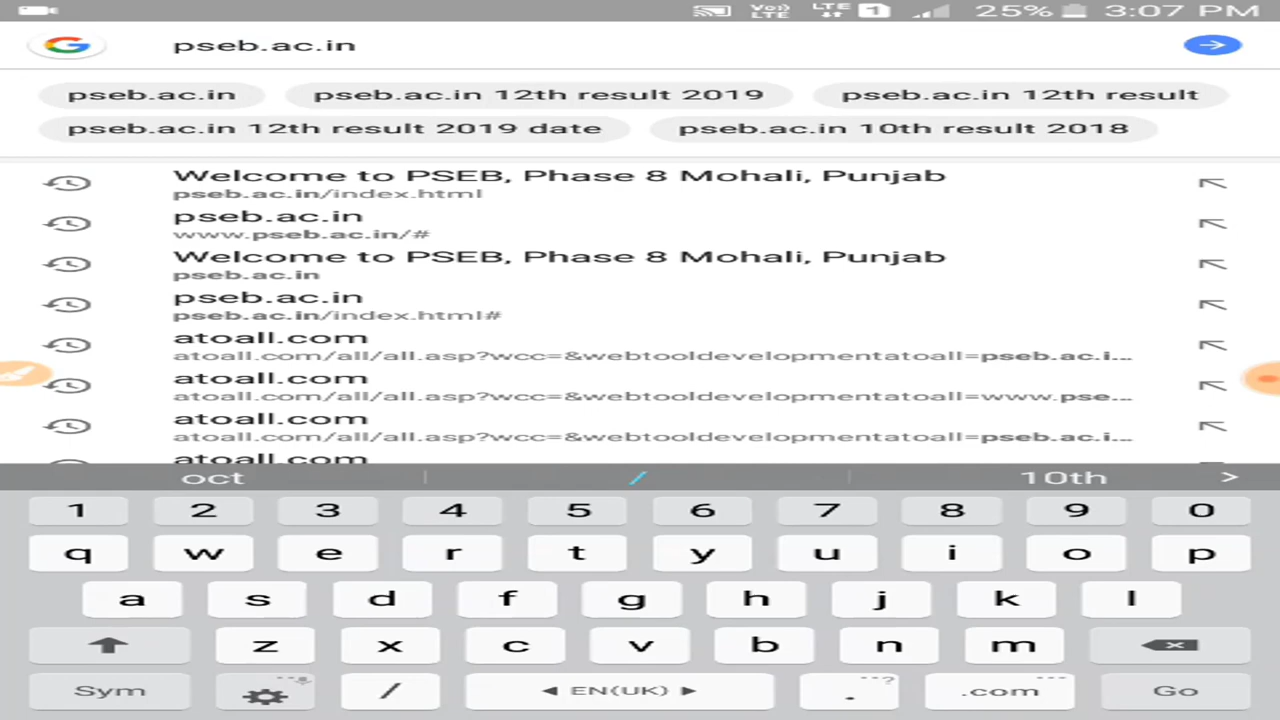 Vo)) LTE LTE 1 25% 3:07 PM
G pseb.ac.in
pseb.ac.in pseb.ac.in 12th result 2019 pseb.ac.in 12th result
pseb.ac.in 12th result 2019 date pseb.ac.in 10th result 2018
Welcome to PSEB, Phase 8 Mohali, Punjab
pseb.ac.in/index.html
pseb.ac.in
www.pseb.ac.in/#
Welcome to PSEB, Phase 8 Mohali, Punjab
pseb.ac.in
pseb.ac.in
pseb.ac.in/index.html#
atoall.com
atoall.com/all/all.asp?wcc=&webtooldevelopmentatoall=pseb.ac.i...
atoall.com
atoall.com/all/all.asp?wcc=&webtooldevelopmentatoall=www.pse...
atoall.com
atoall.com/all/all.asp?wcc=&webtooldevelopmentatoall=pseb.ac.i...
atoall.com
oct / 10th >
1 2 3 4 5 6 7 8 9 0
q w e r t y u i o p
a s d f g h j k l
z x c v b n m
Sym / EN(UK) . ? .com Go